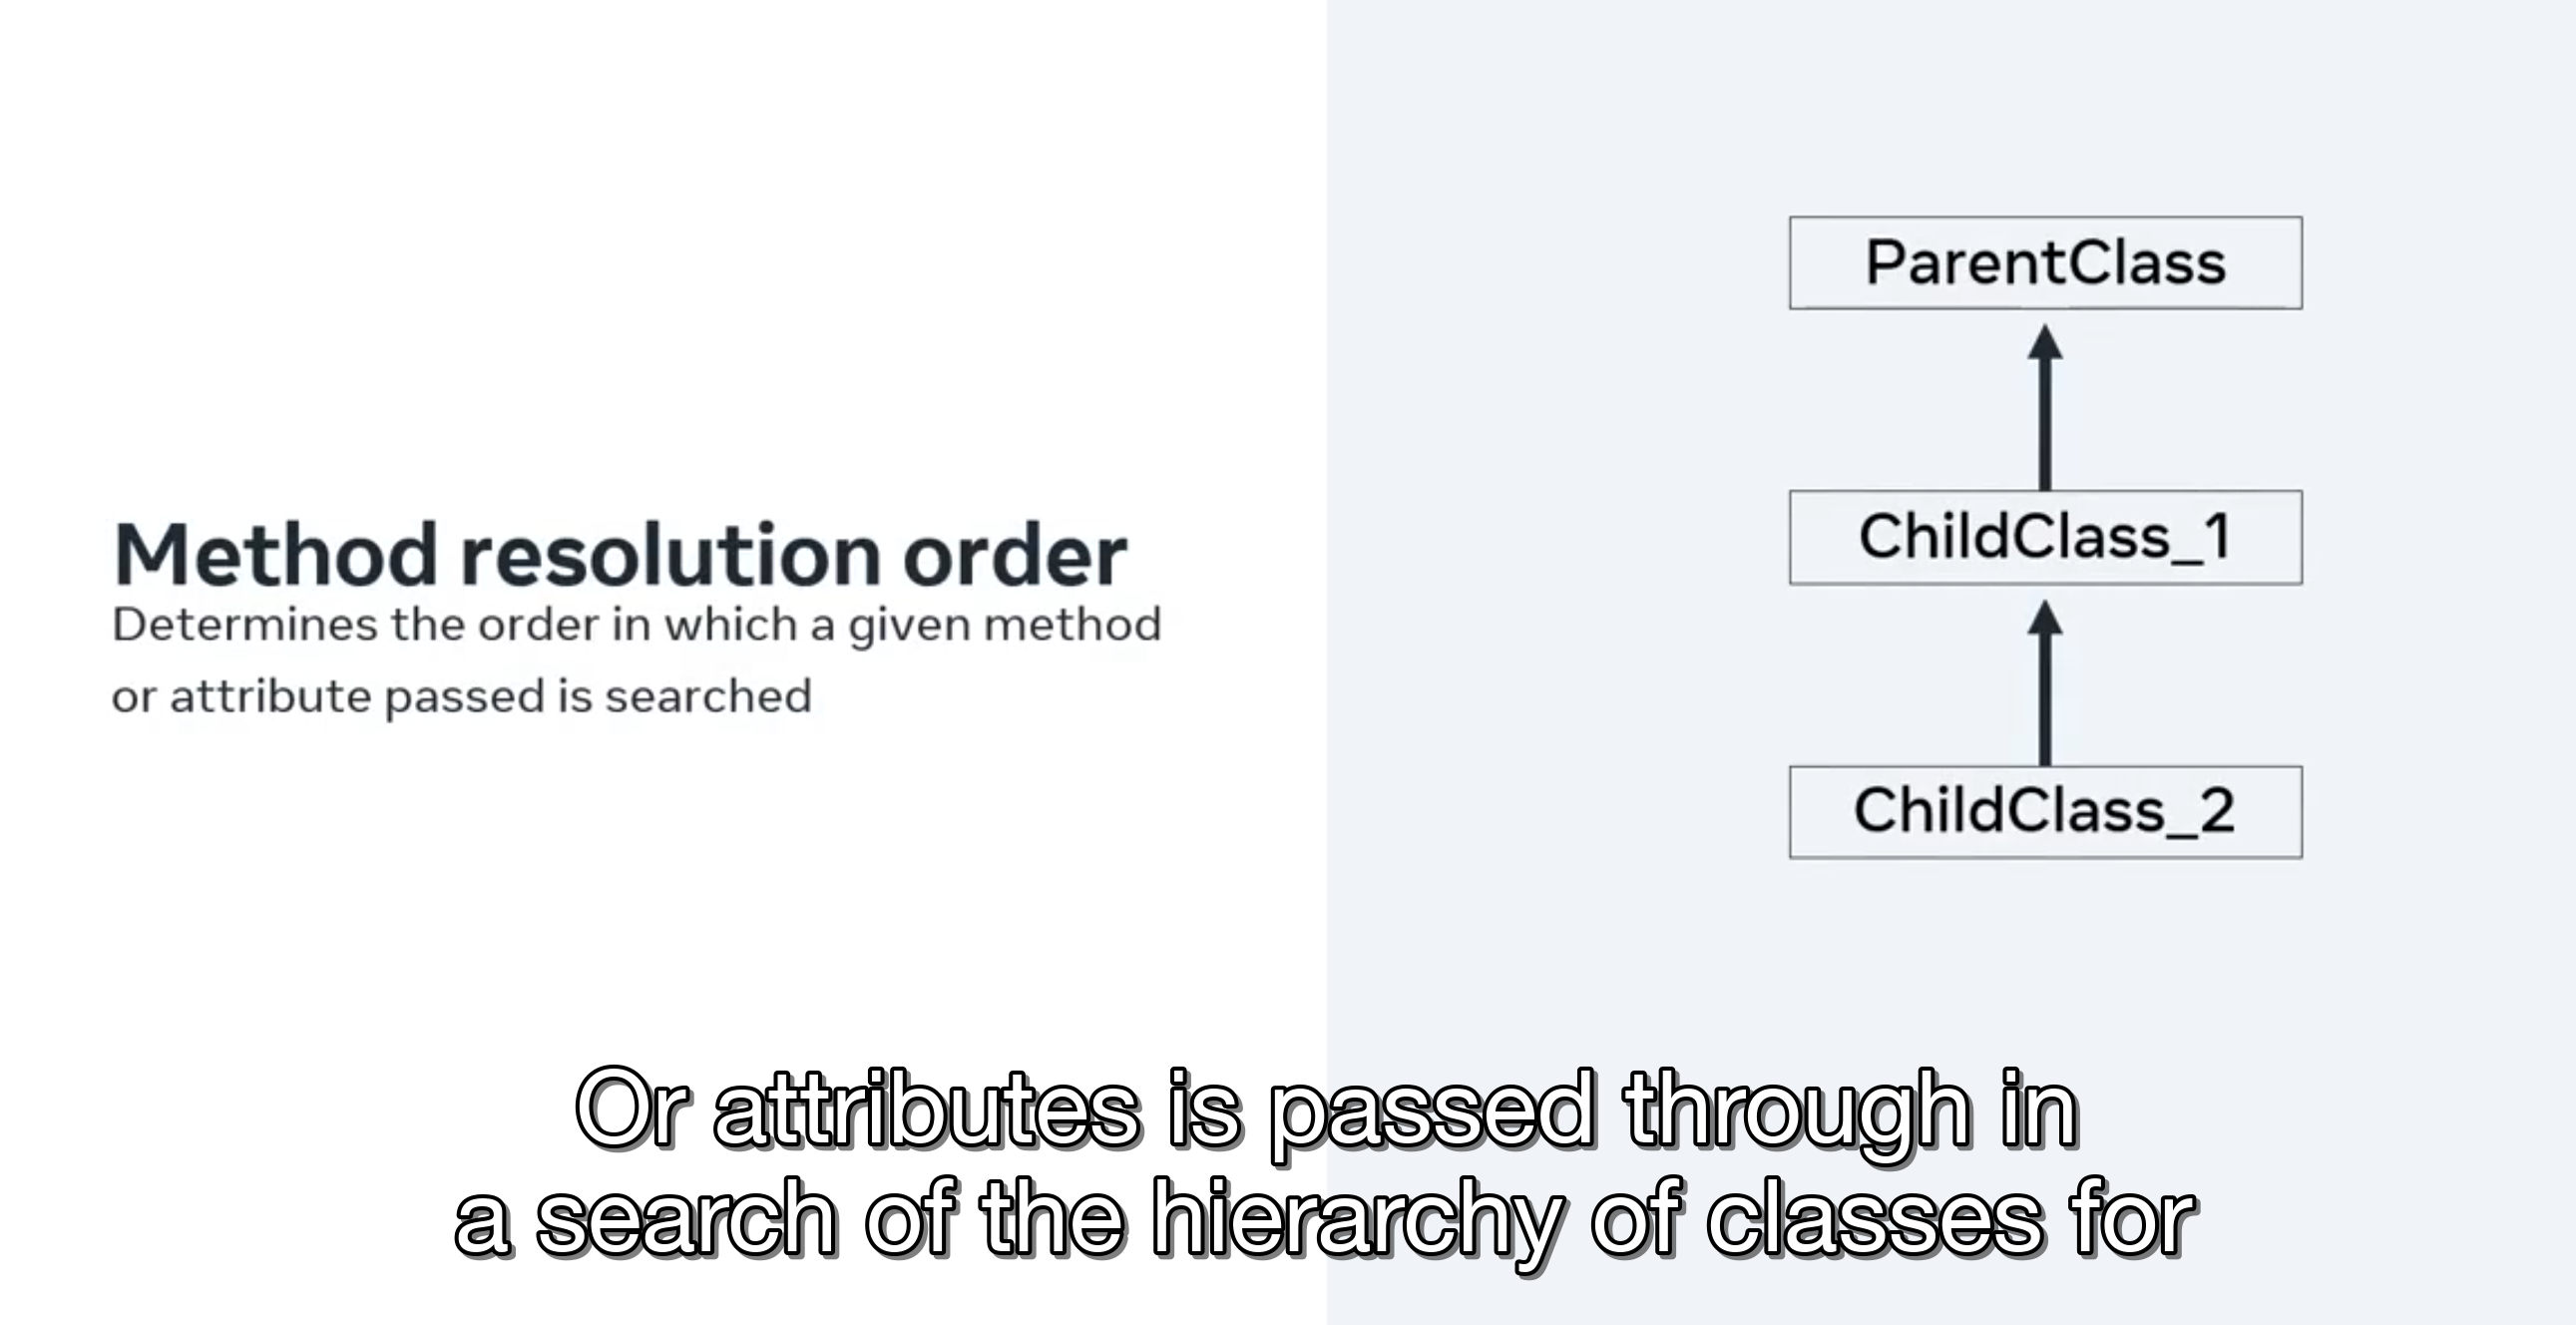 Method resolution order
Determines the order in which a given method
or attribute passed is searched
ParentClass
ChildClass_1
ChildClass_2
Or attributes is passed through in
a search of the hierarchy of classes for